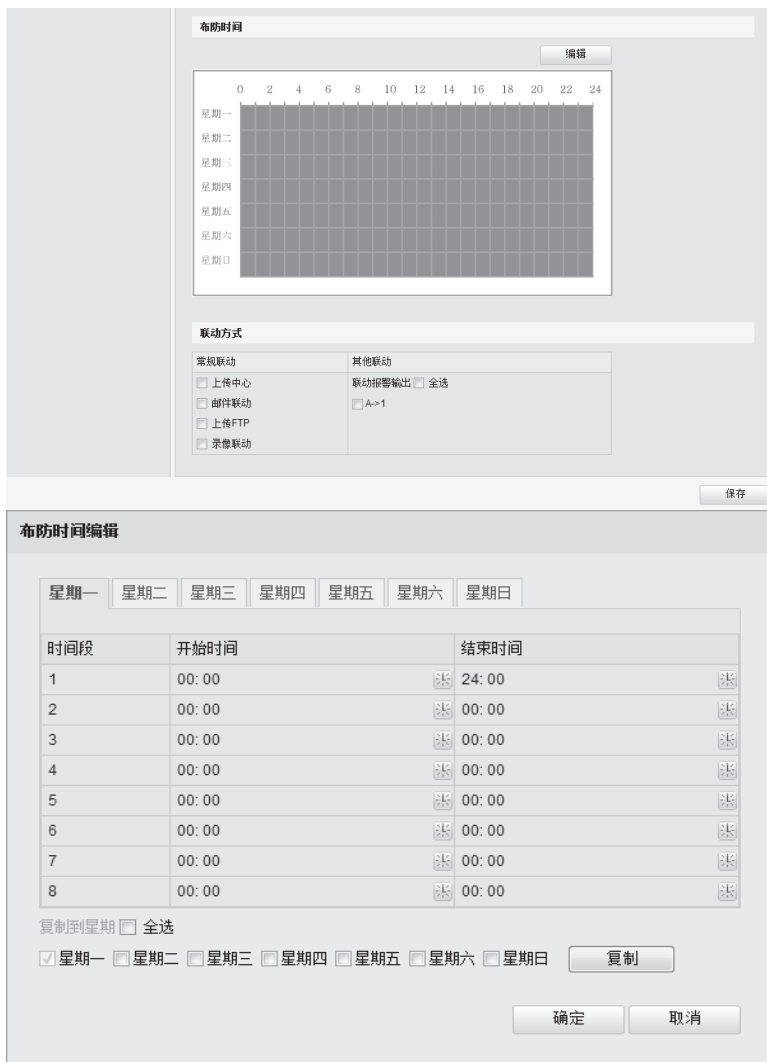 布防时间
编辑
0 2 4 6 8 10 12 14 16 18 20 22 24
星期一
星期二
星期三
星期四
星期五
星期六
星期日
联动方式
常规联动 其他联动
上传中心 联动报警输出 全选
邮件联动 A->1
上传FTP
录像联动
保存
布防时间编辑
星期一 星期二 星期三 星期四 星期五 星期六 星期日
时间段 开始时间 结束时间
1 00: 00 24: 00
2 00: 00 00: 00
3 00: 00 00: 00
4 00: 00 00: 00
5 00: 00 00: 00
6 00: 00 00: 00
7 00: 00 00: 00
8 00: 00 00: 00
复制到星期 全选
星期一 星期二 星期三 星期四 星期五 星期六 星期日 复制
确定 取消